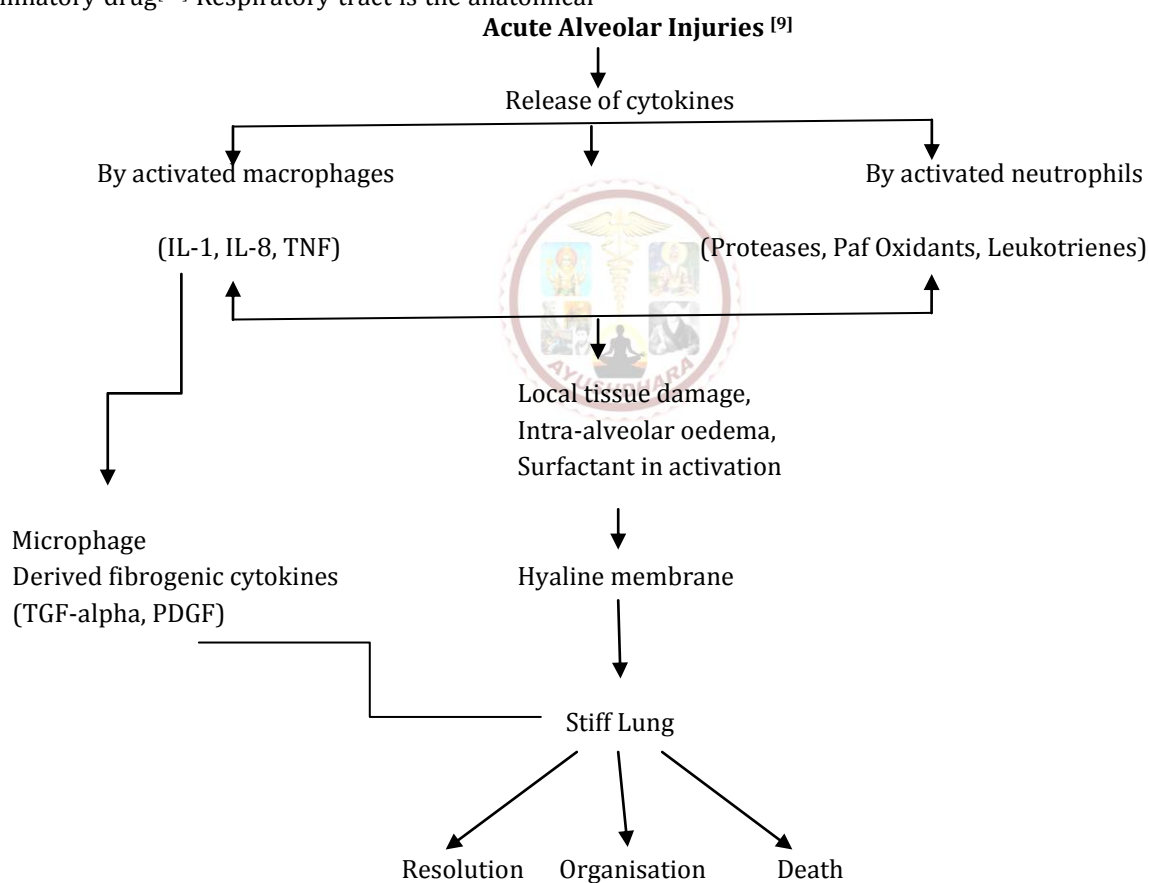 Respiratory tract is the anatomical
Acute Alveolar Injuries [9]
Release of cytokines
By activated macrophages
By activated neutrophils
(IL-1, IL-8, TNF)
(Proteases, Paf Oxidants, Leukotrienes)
AYUSHDHARA
Local tissue damage,
Intra-alveolar oedema,
Surfactant in activation
Microphage
Derived fibrogenic cytokines
(TGF-alpha, PDGF)
Hyaline membrane
Stiff Lung
Resolution Organisation Death